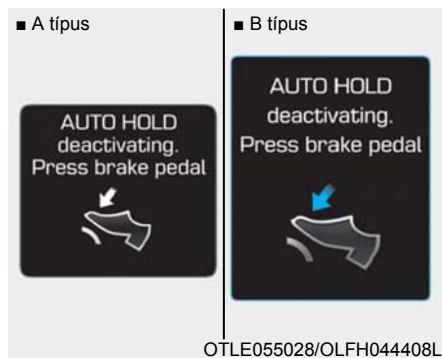 ■ A típus
AUTO HOLD
deactivating.
Press brake pedal
■ B típus
AUTO HOLD
deactivating.
Press brake pedal
OTLE055028/OLFH044408L